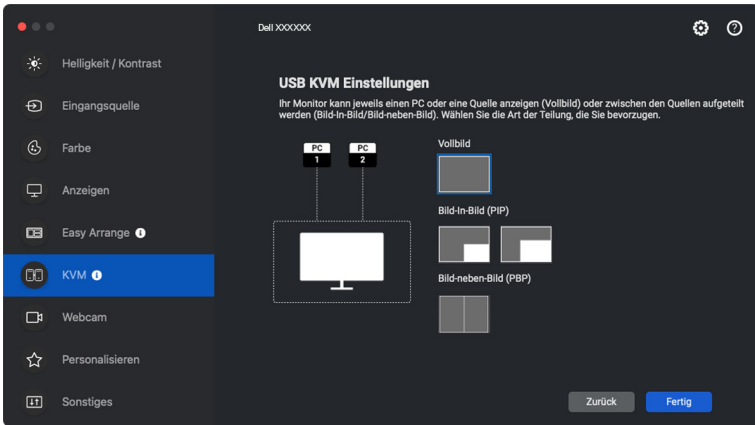 Dell XXXXXX
Helligkeit / Kontrast
Eingangsquelle
Farbe
Anzeigen
Easy Arrange
KVM
Webcam
Personalisieren
Sonstiges
USB KVM Einstellungen
Ihr Monitor kann jeweils einen PC oder eine Quelle anzeigen (Vollbild) oder zwischen den Quellen aufgeteilt
werden (Bild-In-Bild/Bild-neben-Bild). Wählen Sie die Art der Teilung, die Sie bevorzugen.
PC
1
PC
2
Vollbild
Bild-In-Bild (PIP)
Bild-neben-Bild (PBP)
Zurück
Fertig